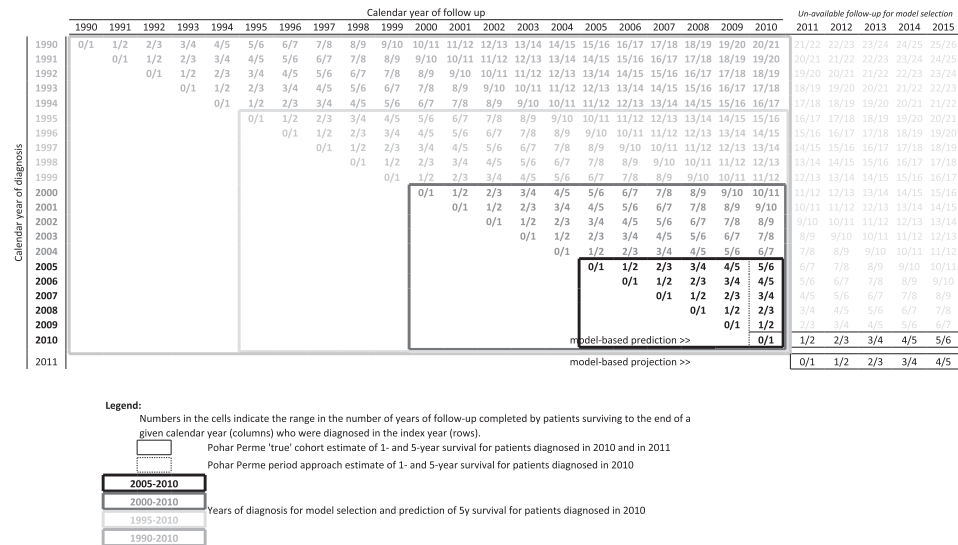 Calendar year of follow up
Un-available follow-up for model selection
1990 1991 1992 1993 1994 1995 1996 1997 1998 1999 2000 2001 2002 2003 2004 2005 2006 2007 2008 2009 2010 2011 2012 2013 2014 2015
Calendar year of diagnosis
1990 0/1 1/2 2/3 3/4 4/5 5/6 6/7 7/8 8/9 9/10 10/11 11/12 12/13 13/14 14/15 15/16 16/17 17/18 18/19 19/20 20/21 21/22 22/23 23/24 24/25 25/26
1991 0/1 1/2 2/3 3/4 4/5 5/6 6/7 7/8 8/9 9/10 10/11 11/12 12/13 13/14 14/15 15/16 16/17 17/18 18/19 19/20 20/21 21/22 22/23 23/24 24/25
1992 0/1 1/2 2/3 3/4 4/5 5/6 6/7 7/8 8/9 9/10 10/11 11/12 12/13 13/14 14/15 15/16 16/17 17/18 18/19 19/20 20/21 21/22 22/23 23/24
1993 0/1 1/2 2/3 3/4 4/5 5/6 6/7 7/8 8/9 9/10 10/11 11/12 12/13 13/14 14/15 15/16 16/17 17/18 18/19 19/20 20/21 21/22 22/23
1994 0/1 1/2 2/3 3/4 4/5 5/6 6/7 7/8 8/9 9/10 10/11 11/12 12/13 13/14 14/15 15/16 16/17 17/18 18/19 19/20 20/21 21/22
1995 0/1 1/2 2/3 3/4 4/5 5/6 6/7 7/8 8/9 9/10 10/11 11/12 12/13 13/14 14/15 15/16 16/17 17/18 18/19 19/20 20/21
1996 0/1 1/2 2/3 3/4 4/5 5/6 6/7 7/8 8/9 9/10 10/11 11/12 12/13 13/14 14/15 15/16 16/17 17/18 18/19 19/20
1997 0/1 1/2 2/3 3/4 4/5 5/6 6/7 7/8 8/9 9/10 10/11 11/12 12/13 13/14 14/15 15/16 16/17 17/18 18/19
1998 0/1 1/2 2/3 3/4 4/5 5/6 6/7 7/8 8/9 9/10 10/11 11/12 12/13 13/14 14/15 15/16 16/17 17/18
1999 0/1 1/2 2/3 3/4 4/5 5/6 6/7 7/8 8/9 9/10 10/11 11/12 12/13 13/14 14/15 15/16 16/17
2000 0/1 1/2 2/3 3/4 4/5 5/6 6/7 7/8 8/9 9/10 10/11 11/12 12/13 13/14 14/15 15/16
2001 0/1 1/2 2/3 3/4 4/5 5/6 6/7 7/8 8/9 9/10 10/11 11/12 12/13 13/14 14/15
2002 0/1 1/2 2/3 3/4 4/5 5/6 6/7 7/8 8/9 9/10 10/11 11/12 12/13 13/14
2003 0/1 1/2 2/3 3/4 4/5 5/6 6/7 7/8 8/9 9/10 10/11 11/12 12/13
2004 0/1 1/2 2/3 3/4 4/5 5/6 6/7 7/8 8/9 9/10 10/11 11/12
2005 0/1 1/2 2/3 3/4 4/5 5/6 6/7 7/8 8/9 9/10 10/11
2006 0/1 1/2 2/3 3/4 4/5 5/6 6/7 7/8 8/9 9/10
2007 0/1 1/2 2/3 3/4 4/5 5/6 6/7 7/8 8/9
2008 0/1 1/2 2/3 3/4 4/5 5/6 6/7 7/8
2009 0/1 1/2 2/3 3/4 4/5 5/6 6/7
2010 model-based prediction >> 0/1 1/2 2/3 3/4 4/5 5/6
2011 model-based projection >> 0/1 1/2 2/3 3/4 4/5
Legend:
Numbers in the cells indicate the range in the number of years of follow-up completed by patients surviving to the end of a
given calendar year (columns) who were diagnosed in the index year (rows).
Pohar Perme 'true' cohort estimate of 1- and 5-year survival for patients diagnosed in 2010 and in 2011
Pohar Perme period approach estimate of 1- and 5-year survival for patients diagnosed in 2010
2005-2010
2000-2010
Years of diagnosis for model selection and prediction of 5y survival for patients diagnosed in 2010
1995-2010
1990-2010